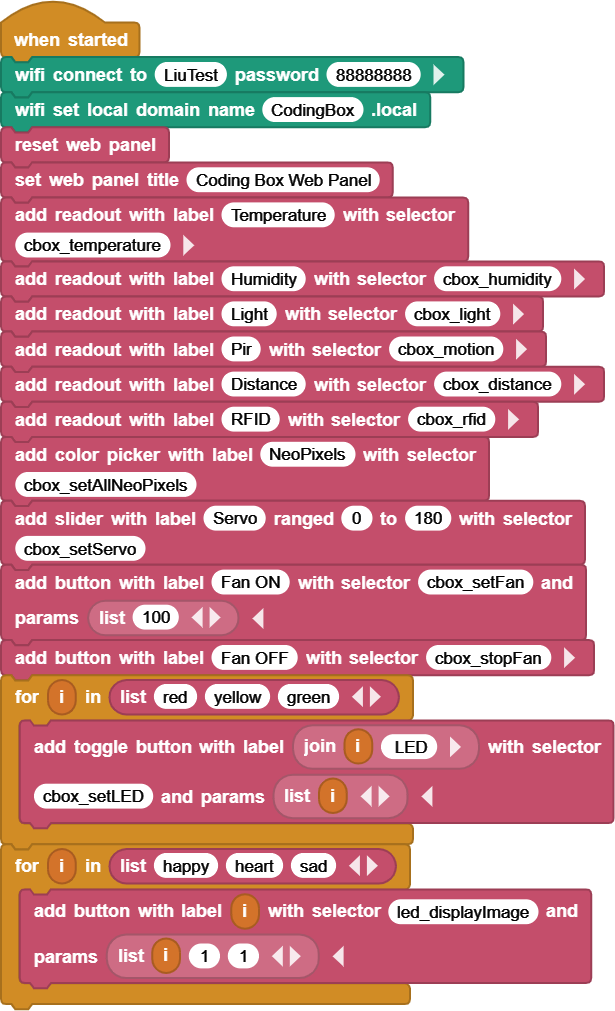 when started
wifi connect to LiuTest password 88888888
wifi set local domain name CodingBox .local
reset web panel
set web panel title Coding Box Web Panel
add readout with label Temperature with selector
cbox_temperature
add readout with label Humidity with selector cbox_humidity
add readout with label Light with selector cbox_light
add readout with label Pir with selector cbox_motion
add readout with label Distance with selector cbox_distance
add readout with label RFID with selector cbox_rfid
add color picker with label NeoPixels with selector
cbox_setAllNeoPixels
add slider with label Servo ranged 0 to 180 with selector
cbox_setServo
add button with label Fan ON with selector cbox_setFan and
params list 100
add button with label Fan OFF with selector cbox_stopFan
for i in list red yellow green
add toggle button with label join i LED with selector
cbox_setLED and params list i
for i in list happy heart sad
add button with label i with selector led_displayImage and
params list i 1 1